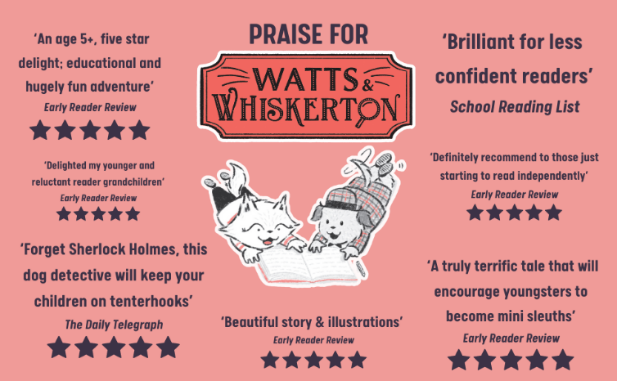 PRAISE FOR
WATTS &
WHISKERTON
'An age 5+, five star
delight; educational and
hugely fun adventure'
Early Reader Review
'Delighted my younger and
reluctant reader grandchildren'
Early Reader Review
'Forget Sherlock Holmes, this
dog detective will keep your
children on tenterhooks'
The Daily Telegraph
'Beautiful story & illustrations'
Early Reader Review
'Brilliant for less
confident readers'
School Reading List
'Definitely recommend to those just
starting to read independently'
Early Reader Review
'A truly terrific tale that will
encourage youngsters to
become mini sleuths'
Early Reader Review